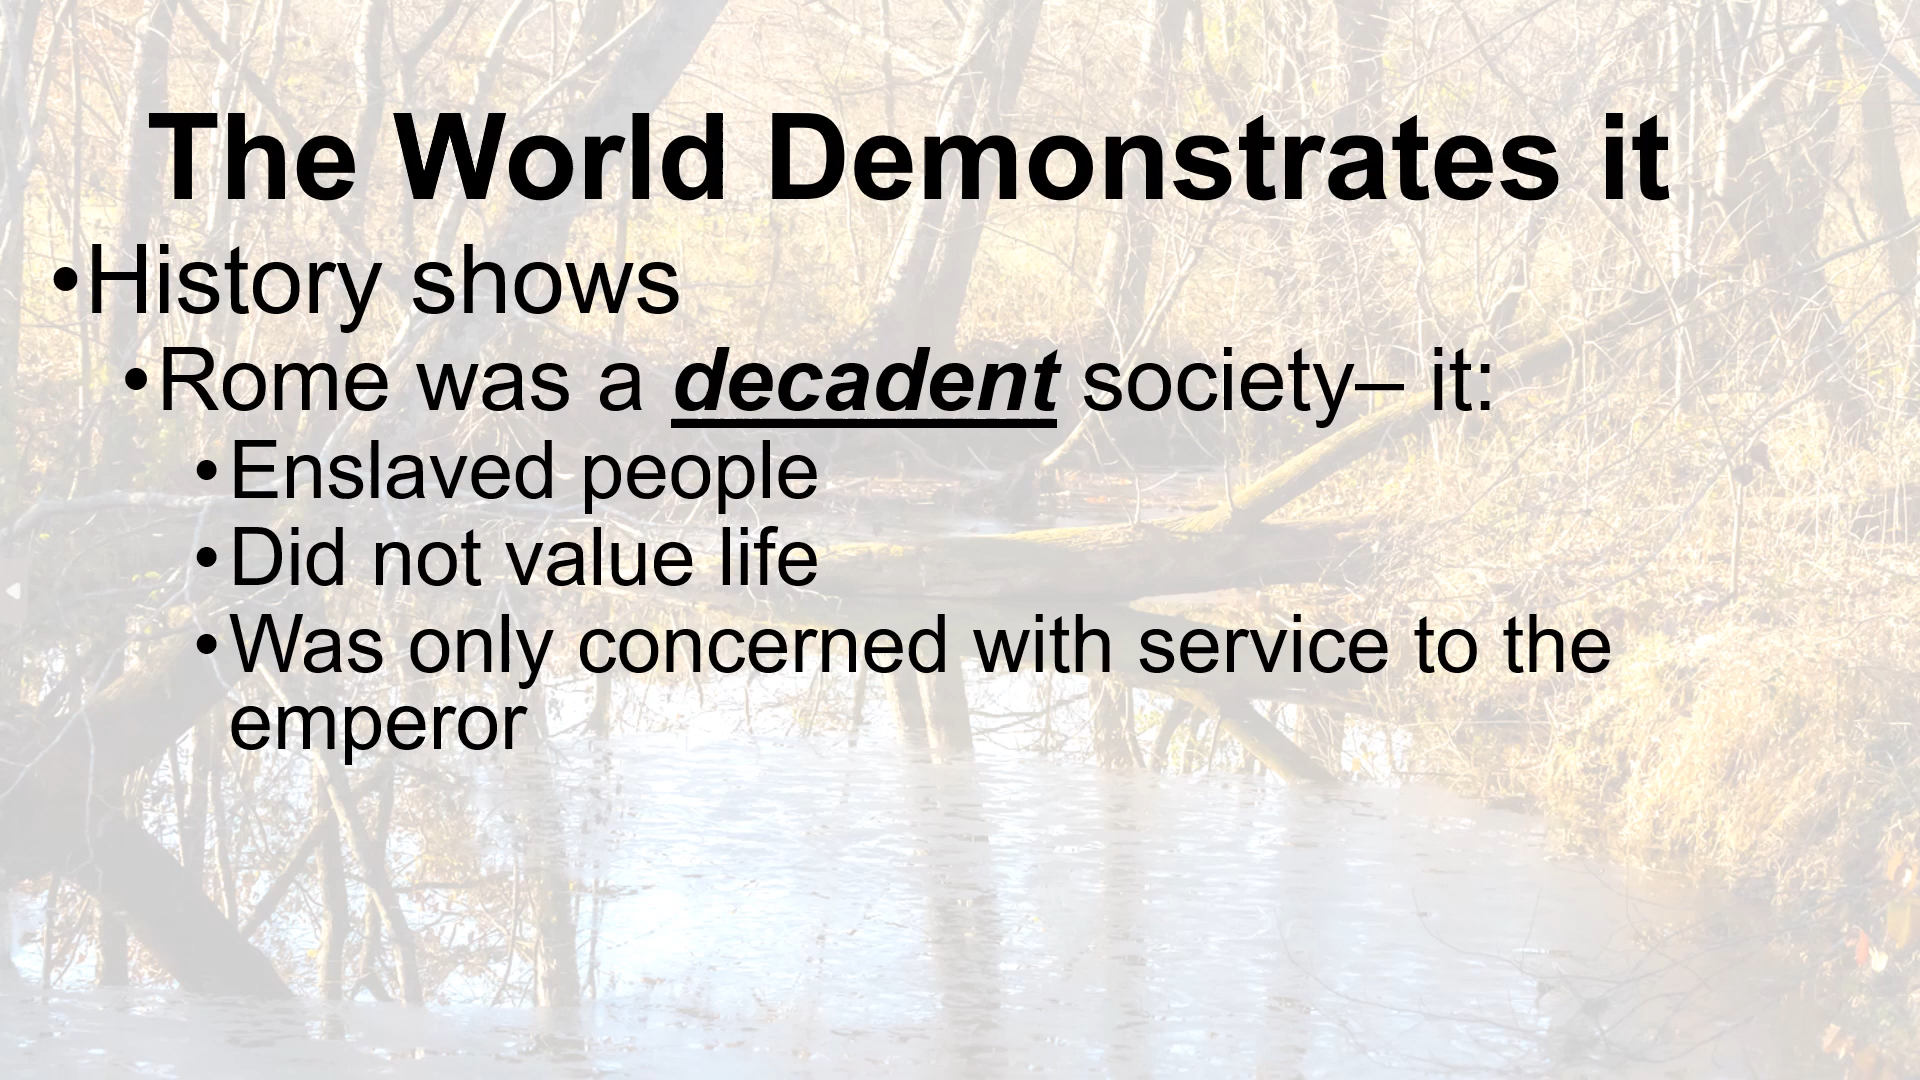 The World Demonstrates it
•History shows
•Rome was a decadent society– it:
•Enslaved people
•Did not value life
•Was only concerned with service to the
emperor